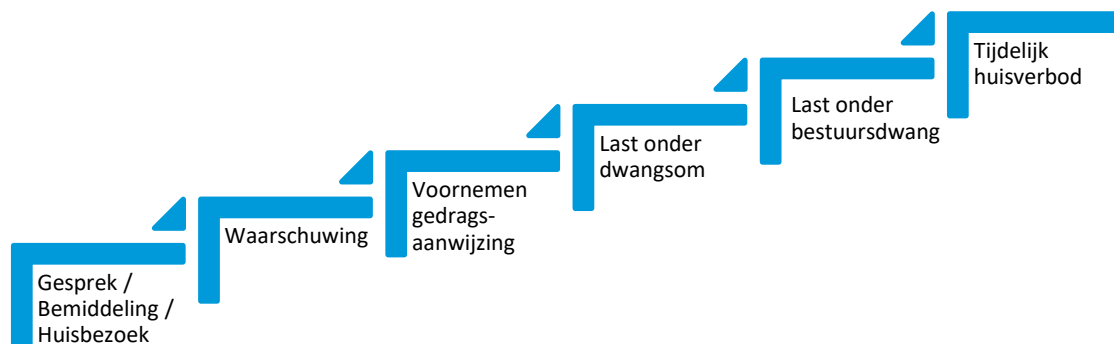 Gesprek /
Bemiddeling /
Huisbezoek
Waarschuwing
Voornemen
gedrags-
aanwijzing
Last onder
dwangsom
Last onder
bestuursdwang
Tijdelijk
huisverbod